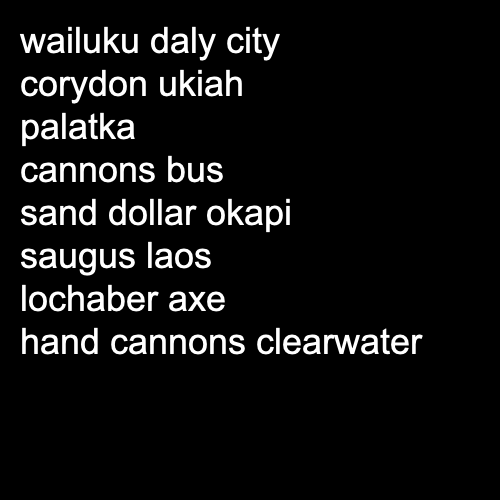 wailuku daly city
corydon ukiah
palatka
cannons bus
sand dollar okapi
saugus laos
lochaber axe
hand cannons clearwater